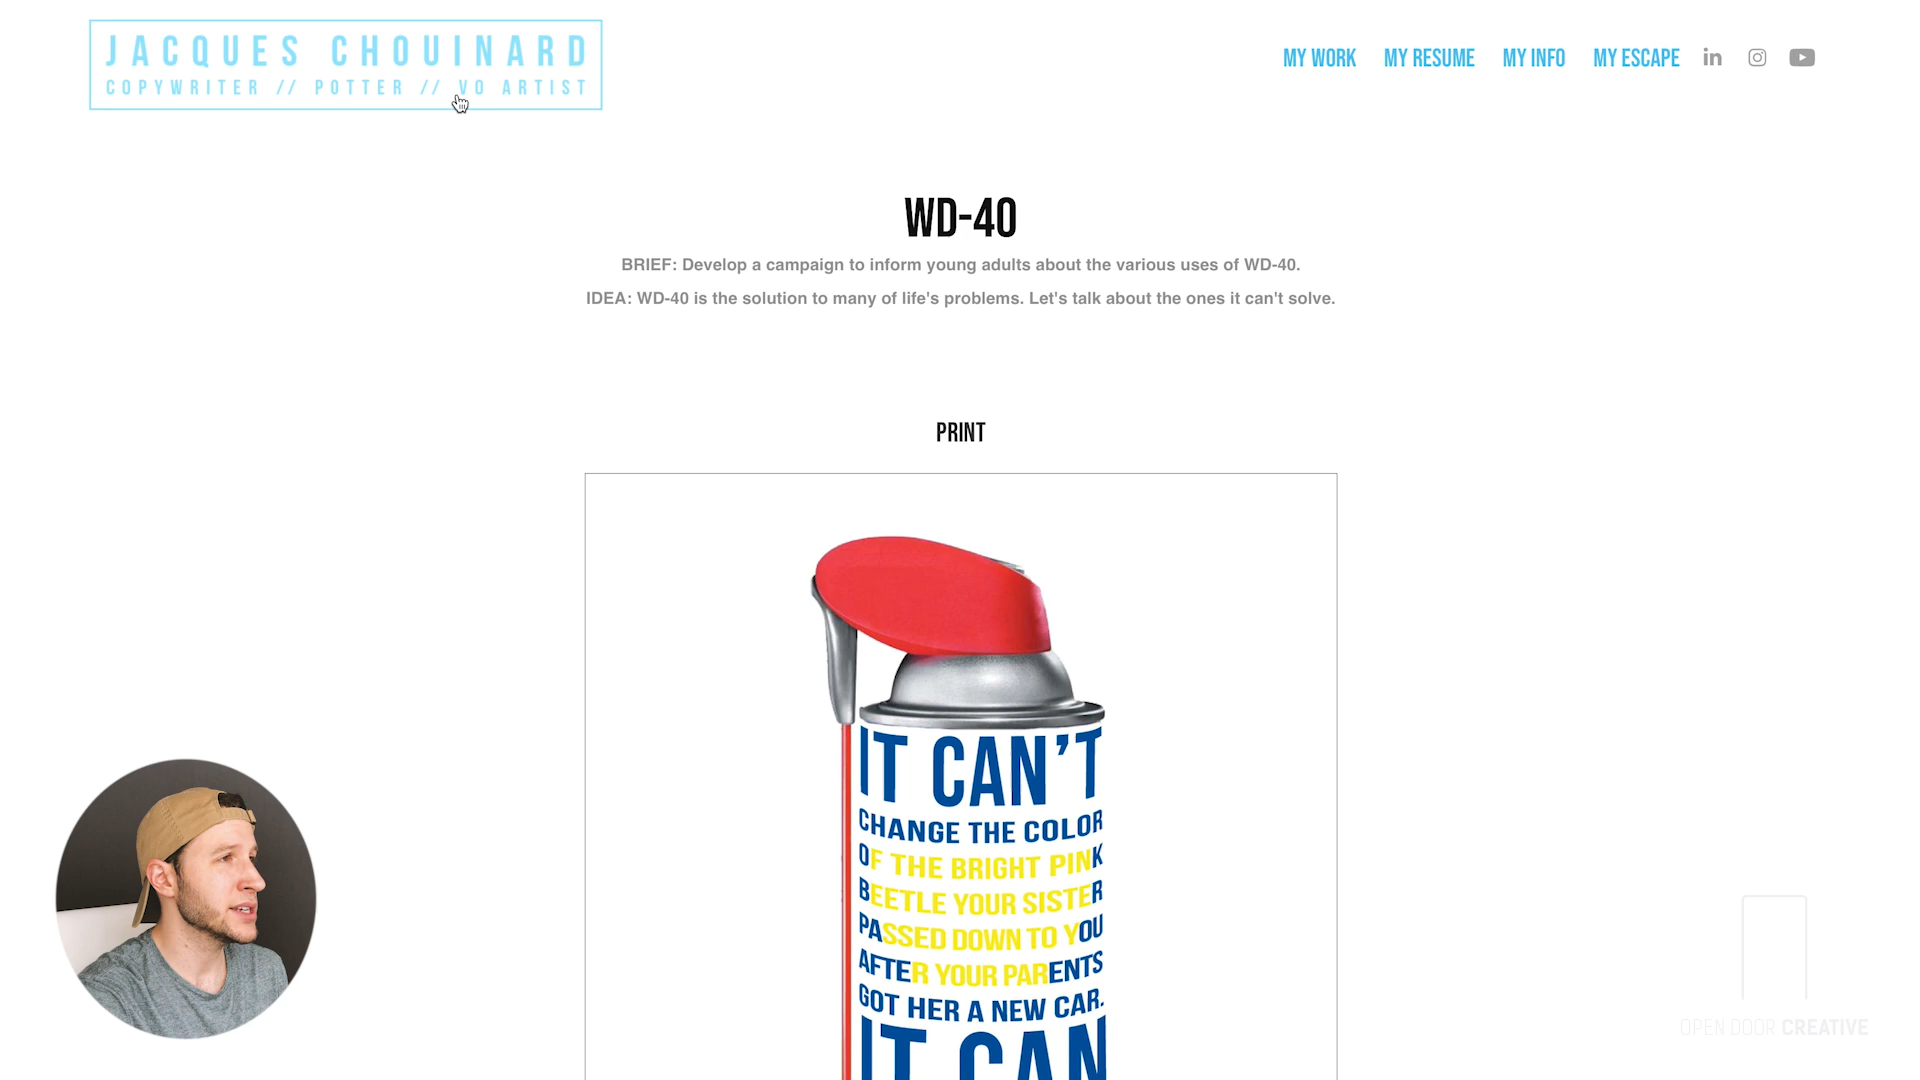 JACQUES CHOUINARD
COPYWRITER // POTTER // VO ARTIST
MY WORK MY RESUME MY INFO MY ESCAPE in
WD-40
BRIEF: Develop a campaign to inform young adults about the various uses of WD-40.
IDEA: WD-40 is the solution to many of life's problems. Let's talk about the ones it can't solve.
PRINT
IT CAN'T
CHANGE THE COLOR
OF THE BRIGHT PINK
BEETLE YOUR SISTER
PASSED DOWN TO YOU
AFTER YOUR PARENTS
GOT HER A NEW CAR.
IT CAN
OPEN DOOR CREATIVE